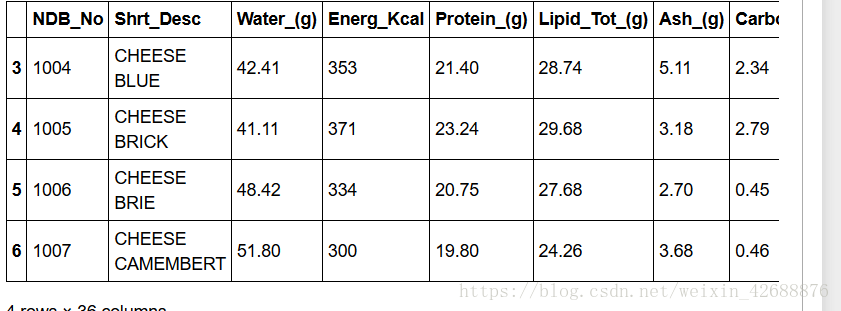 NDB_No Shrt_Desc Water_(g) Energ_Kcal Protein_(g) Lipid_Tot_(g) Ash_(g) Carbo
3 1004 CHEESE BLUE 42.41 353 21.40 28.74 5.11 2.34
4 1005 CHEESE BRICK 41.11 371 23.24 29.68 3.18 2.79
5 1006 CHEESE BRIE 48.42 334 20.75 27.68 2.70 0.45
6 1007 CHEESE CAMEMBERT 51.80 300 19.80 24.26 3.68 0.46
https://blog.csdn.net/weixin_42688876
4 rows × 36 columns